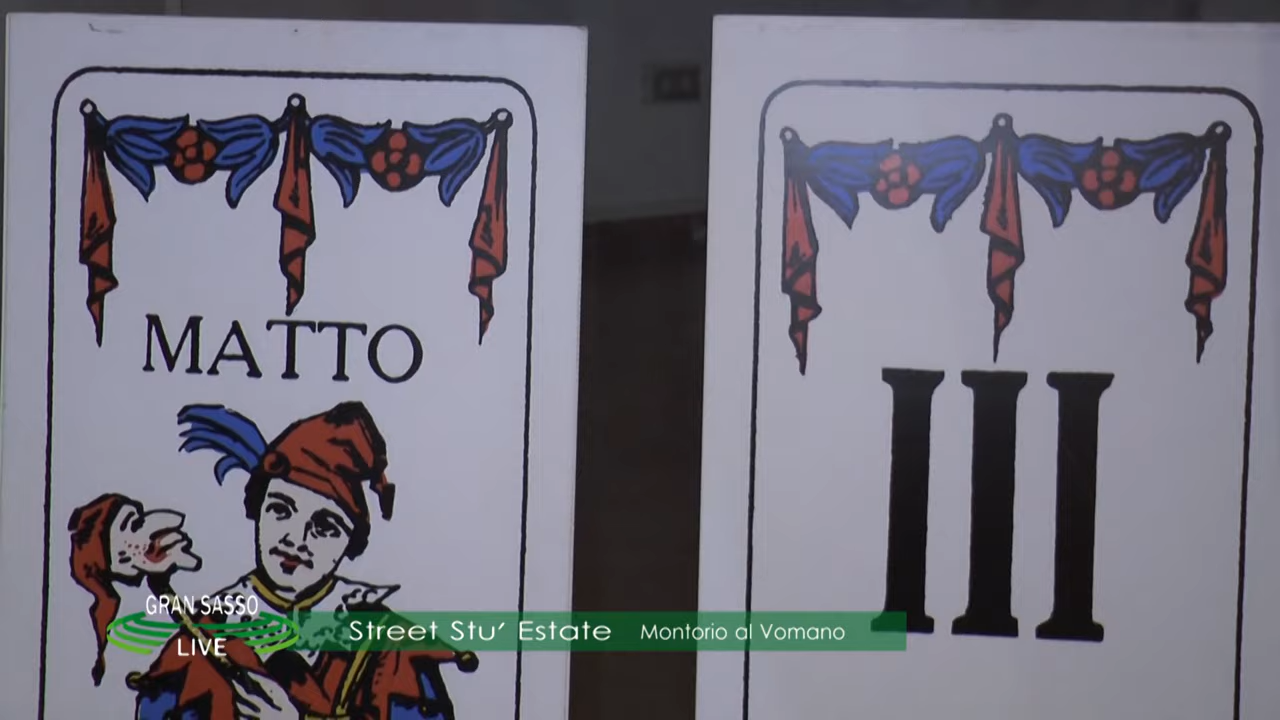 MATTO
III
GRAN SASSO
LIVE
Street Stu' Estate Montorio al Vomano